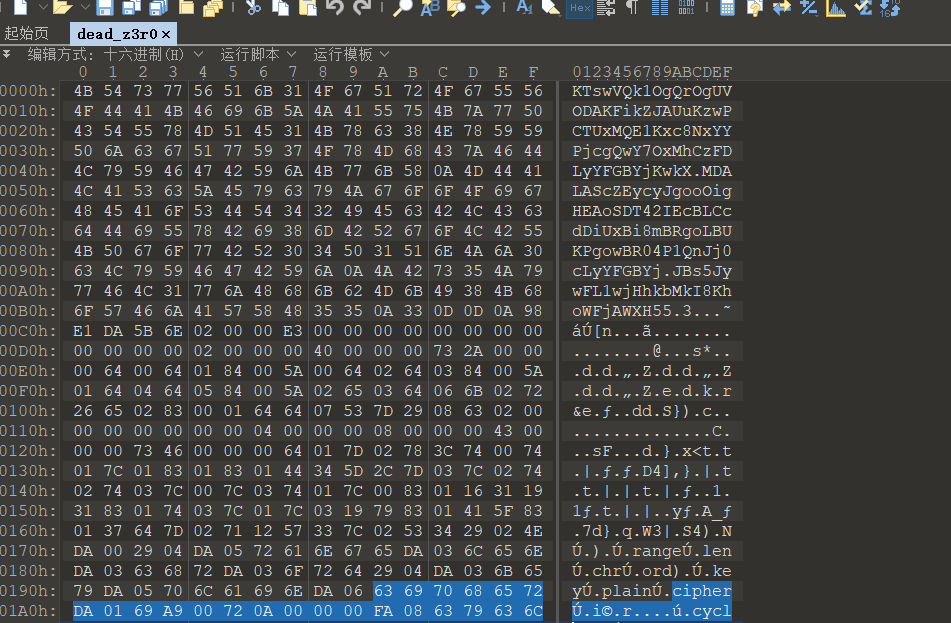 起始页 dead_z3r0 ×
编辑方式: 十六进制(H) 运行脚本 运行模板
0 1 2 3 4 5 6 7 8 9 A B C D E F 0123456789ABCDEF
0000h: 4B 54 73 77 56 51 6B 31 4F 67 51 72 4F 67 55 56 KTswVQk1OgQrOgUV
0010h: 4F 44 41 4B 46 69 6B 5A 4A 41 55 75 4B 7A 77 50 ODAKFikZJAUuKzwP
0020h: 43 54 55 78 4D 51 45 31 4B 78 63 38 4E 78 59 59 CTUxMQE1Kxc8NxYY
0030h: 50 6A 63 67 51 77 59 37 4F 78 4D 68 43 7A 46 44 PjcgQwY7OxMhCzFD
0040h: 4C 79 59 46 47 42 59 6A 4B 77 6B 58 0A 4D 44 41 LyYFGBYjKwkX.MDA
0050h: 4C 41 53 63 5A 45 79 63 79 4A 67 6F 6F 4F 69 67 LAScZEycyJgooOig
0060h: 48 45 41 6F 53 44 54 34 32 49 45 63 42 4C 43 63 HEAoSDT42IEcBLCc
0070h: 64 44 69 55 78 42 69 38 6D 42 52 67 6F 4C 42 55 dDiUxBi8mBRgoLBU
0080h: 4B 50 67 6F 77 42 52 30 34 50 31 51 6E 4A 6A 30 KPgowBR04P1QnJj0
0090h: 63 4C 79 59 46 47 42 59 6A 0A 4A 42 73 35 4A 79 cLyYFGBYj.JBs5Jy
00A0h: 77 46 4C 31 77 6A 48 68 6B 62 4D 6B 49 38 4B 68 wFL1wjHhkbMkI8Kh
00B0h: 6F 57 46 6A 41 57 58 48 35 35 0A 33 0D 0D 0A 98 oWFjAWXH55.3...˜
00C0h: E1 DA 5B 6E 02 00 00 E3 00 00 00 00 00 00 00 00 áÚ[n...ã........
00D0h: 00 00 00 00 02 00 00 00 40 00 00 00 73 2A 00 00 ........@...s*..
00E0h: 00 64 00 64 01 84 00 5A 00 64 02 64 03 84 00 5A .d.d.„.Z.d.d.„.Z
00F0h: 01 64 04 64 05 84 00 5A 02 65 03 64 06 6B 02 72 .d.d.„.Z.e.d.k.r
0100h: 26 65 02 83 00 01 64 64 07 53 7D 29 08 63 02 00 &e.ƒ..dd.S}).c..
0110h: 00 00 00 00 00 04 00 00 00 08 00 00 00 43 00 .............C.
0120h: 00 00 73 46 00 00 00 64 01 7D 02 78 3C 74 00 74 ..sF...d.}.x<t.t
0130h: 01 7C 01 83 01 83 01 44 34 5D 2C 7D 03 7C 02 74 .|.ƒ.ƒ.D4],}.|.t
0140h: 02 74 03 7C 00 7C 03 74 01 7C 00 83 01 16 31 19 .t.|.|.t.|.ƒ..1.
0150h: 31 83 01 74 03 7C 01 7C 03 19 79 83 01 41 5F 83 1ƒ.t.|.|..yƒ.A_ƒ
0160h: 01 37 64 7D 02 71 12 57 33 7C 02 53 34 29 02 4E .7d}.q.W3|.S4).N
0170h: DA 00 29 04 DA 05 72 61 6E 67 65 DA 03 6C 65 6E Ú.).Ú.rangeÚ.len
0180h: DA 03 63 68 72 DA 03 6F 72 64 29 04 DA 03 6B 65 Ú.chrÚ.ord).Ú.ke
0190h: 79 DA 05 70 6C 61 69 6E DA 06 63 69 70 68 65 72 yÚ.plainÚ.cipher
01A0h: DA 01 69 A9 00 72 0A 00 00 00 FA 08 63 79 63 6C Ú.i©.r....ú.cycl